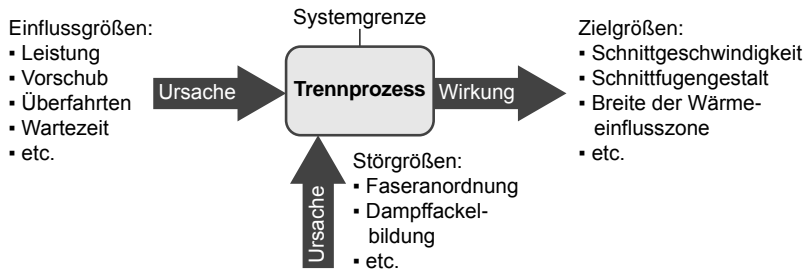 Systemgrenze
Einflussgrößen:
▪ Leistung
▪ Vorschub
▪ Überfahrten
▪ Wartezeit
▪ etc.
Ursache
Trennprozess
Wirkung
Zielgrößen:
▪ Schnittgeschwindigkeit
▪ Schnittfugengestalt
▪ Breite der Wärme-
einflusszone
▪ etc.
Ursache
Störgrößen:
▪ Faseranordnung
▪ Dampffackel-
bildung
▪ etc.